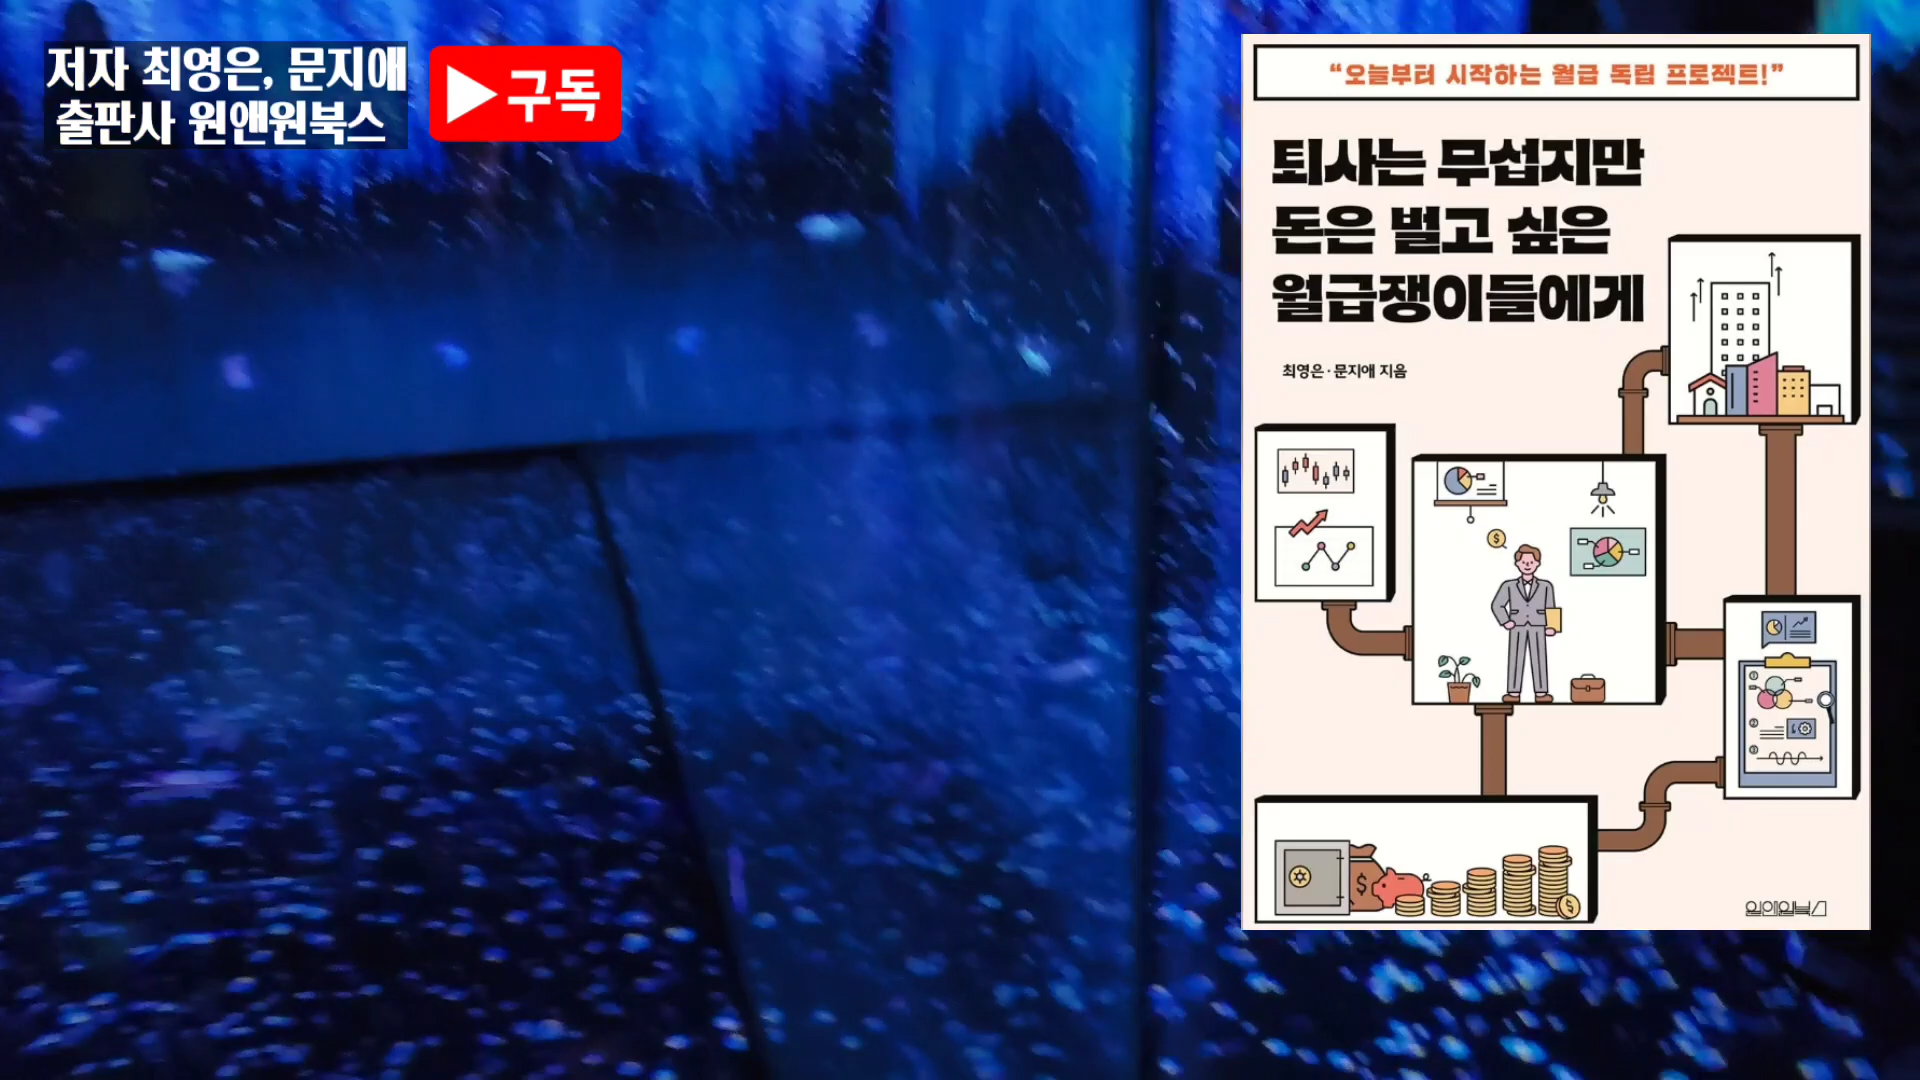 저자 최영은, 문지애
출판사 원앤원북스
구독
“오늘부터 시작하는 월급 독립 프로젝트!”
퇴사는 무섭지만
돈은 벌고 싶은
월급쟁이들에게
최영은·문지애 지음
원앤원북스